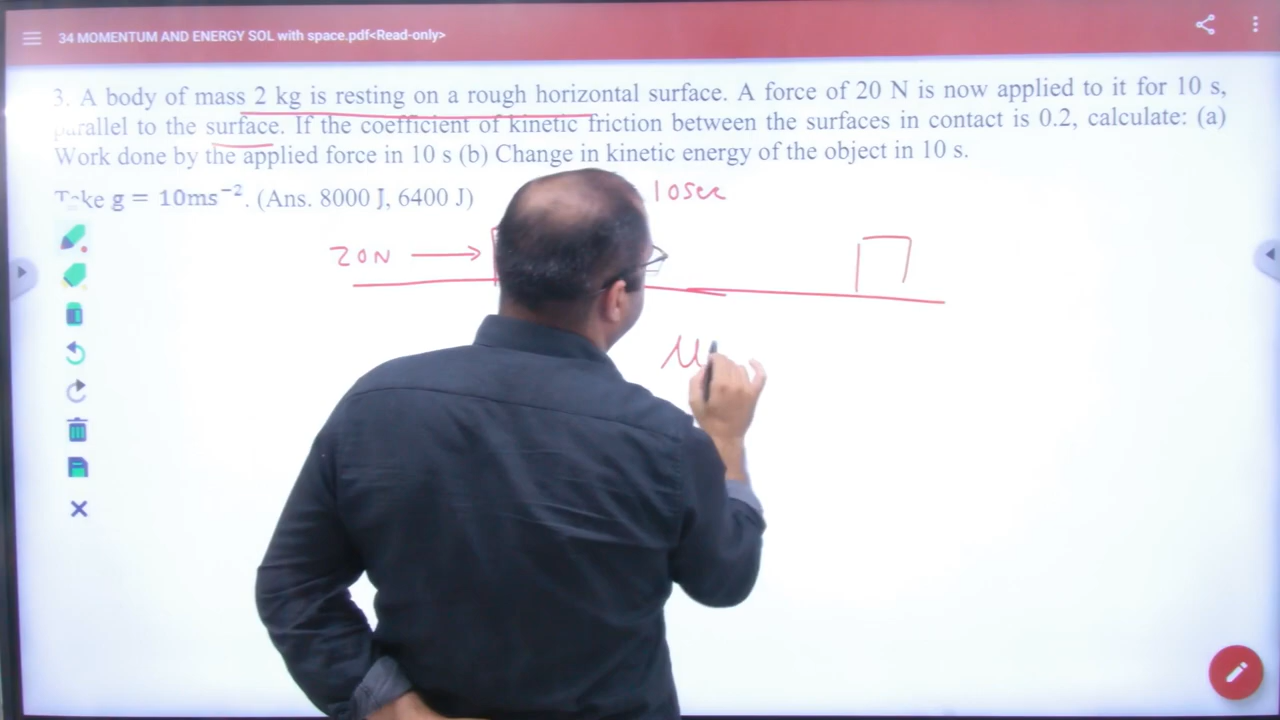 34 MOMENTUM AND ENERGY SOL with space.pdf<Read-only>
3. A body of mass 2 kg is resting on a rough horizontal surface. A force of 20 N is now applied to it for 10 s,
parallel to the surface. If the coefficient of kinetic friction between the surfaces in contact is 0.2, calculate: (a)
Work done by the applied force in 10 s (b) Change in kinetic energy of the object in 10 s.
Take g = 10ms⁻². (Ans. 8000 J, 6400 J)
10sec
20N
μ